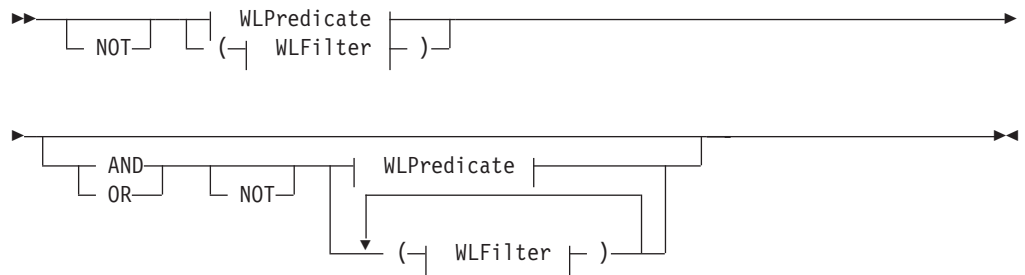 WLPredicate
NOT ( WLFilter )
AND WLPredicate
OR NOT
( WLFilter )